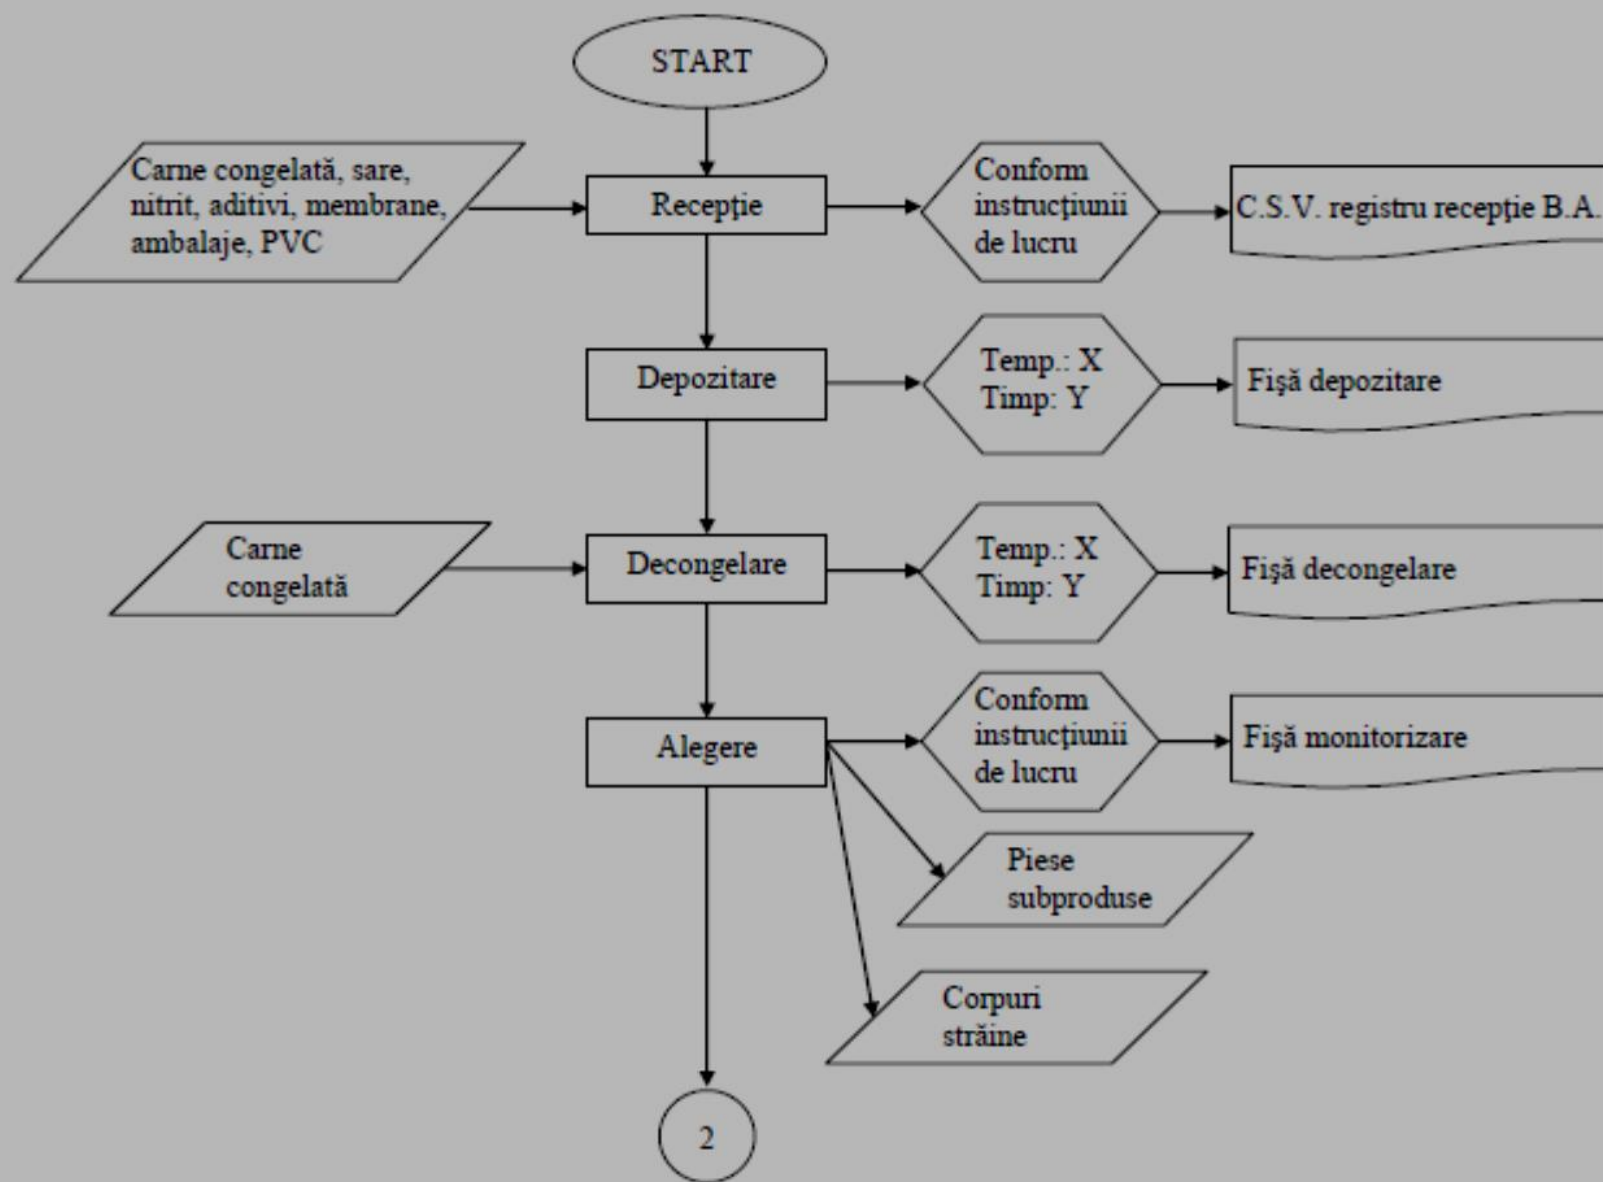 START
Carne congelată, sare,
nitrit, aditivi, membrane,
ambalaje, PVC
Recepţie
Conform
instrucţiunii
de lucru
C.S.V. registru recepţie B.A.
Depozitare
Temp.: X
Timp: Y
Fişă depozitare
Carne
congelată
Decongelare
Temp.: X
Timp: Y
Fişă decongelare
Alegere
Conform
instrucţiunii
de lucru
Fişă monitorizare
Piese
subproduse
Corpuri
străine
2